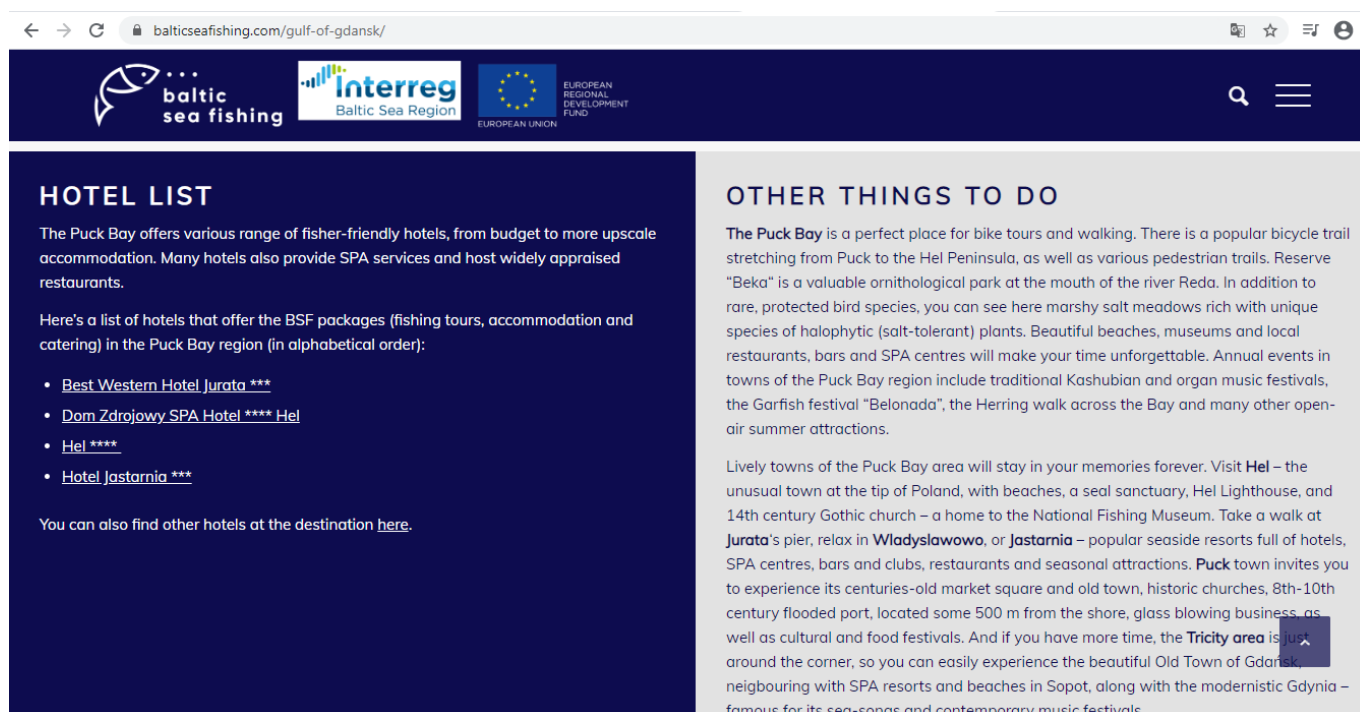 balticseafishing.com/gulf-of-gdansk/
baltic
sea fishing
Interreg
Baltic Sea Region
EUROPEAN UNION
EUROPEAN
REGIONAL
DEVELOPMENT
FUND
HOTEL LIST
The Puck Bay offers various range of fisher-friendly hotels, from budget to more upscale
accommodation. Many hotels also provide SPA services and host widely appraised
restaurants.
Here's a list of hotels that offer the BSF packages (fishing tours, accommodation and
catering) in the Puck Bay region (in alphabetical order):
• Best Western Hotel Jurata ***
• Dom Zdrojowy SPA Hotel **** Hel
• Hel ****
• Hotel Jastarnia ***
You can also find other hotels at the destination here.
OTHER THINGS TO DO
The Puck Bay is a perfect place for bike tours and walking. There is a popular bicycle trail
stretching from Puck to the Hel Peninsula, as well as various pedestrian trails. Reserve
"Beka" is a valuable ornithological park at the mouth of the river Reda. In addition to
rare, protected bird species, you can see here marshy salt meadows rich with unique
species of halophytic (salt-tolerant) plants. Beautiful beaches, museums and local
restaurants, bars and SPA centres will make your time unforgettable. Annual events in
towns of the Puck Bay region include traditional Kashubian and organ music festivals,
the Garfish festival "Belonada", the Herring walk across the Bay and many other open-
air summer attractions.
Lively towns of the Puck Bay area will stay in your memories forever. Visit Hel – the
unusual town at the tip of Poland, with beaches, a seal sanctuary, Hel Lighthouse, and
14th century Gothic church – a home to the National Fishing Museum. Take a walk at
Jurata's pier, relax in Wladyslawowo, or Jastarnia – popular seaside resorts full of hotels,
SPA centres, bars and clubs, restaurants and seasonal attractions. Puck town invites you
to experience its centuries-old market square and old town, historic churches, 8th-10th
century flooded port, located some 500 m from the shore, glass blowing business, as
well as cultural and food festivals. And if you have more time, the Tricity area is just
around the corner, so you can easily experience the beautiful Old Town of Gdańsk,
neigbouring with SPA resorts and beaches in Sopot, along with the modernistic Gdynia –
famous for its sea-songs and contemporary music festivals.